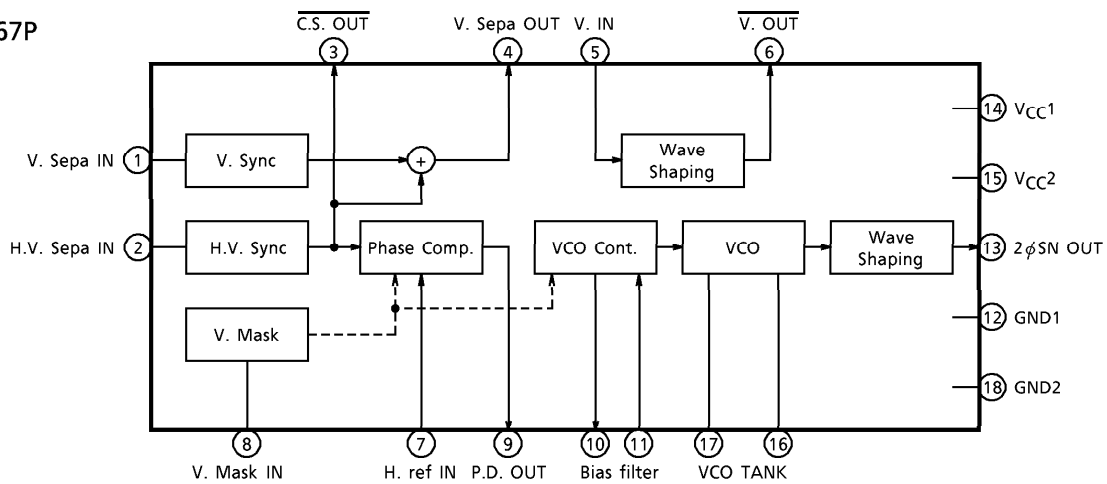 67P
C.S. OUT V. Sepa OUT V. IN V. OUT
3 4 5 6
14 VCC1
V. Sepa IN 1 V. Sync + Wave Shaping
15 VCC2
H.V. Sepa IN 2 H.V. Sync Phase Comp. VCO Cont. VCO Wave Shaping 13 2φSN OUT
V. Mask 12 GND1
18 GND2
8 7 9 10 11 17 16
V. Mask IN H. ref IN P.D. OUT Bias filter VCO TANK